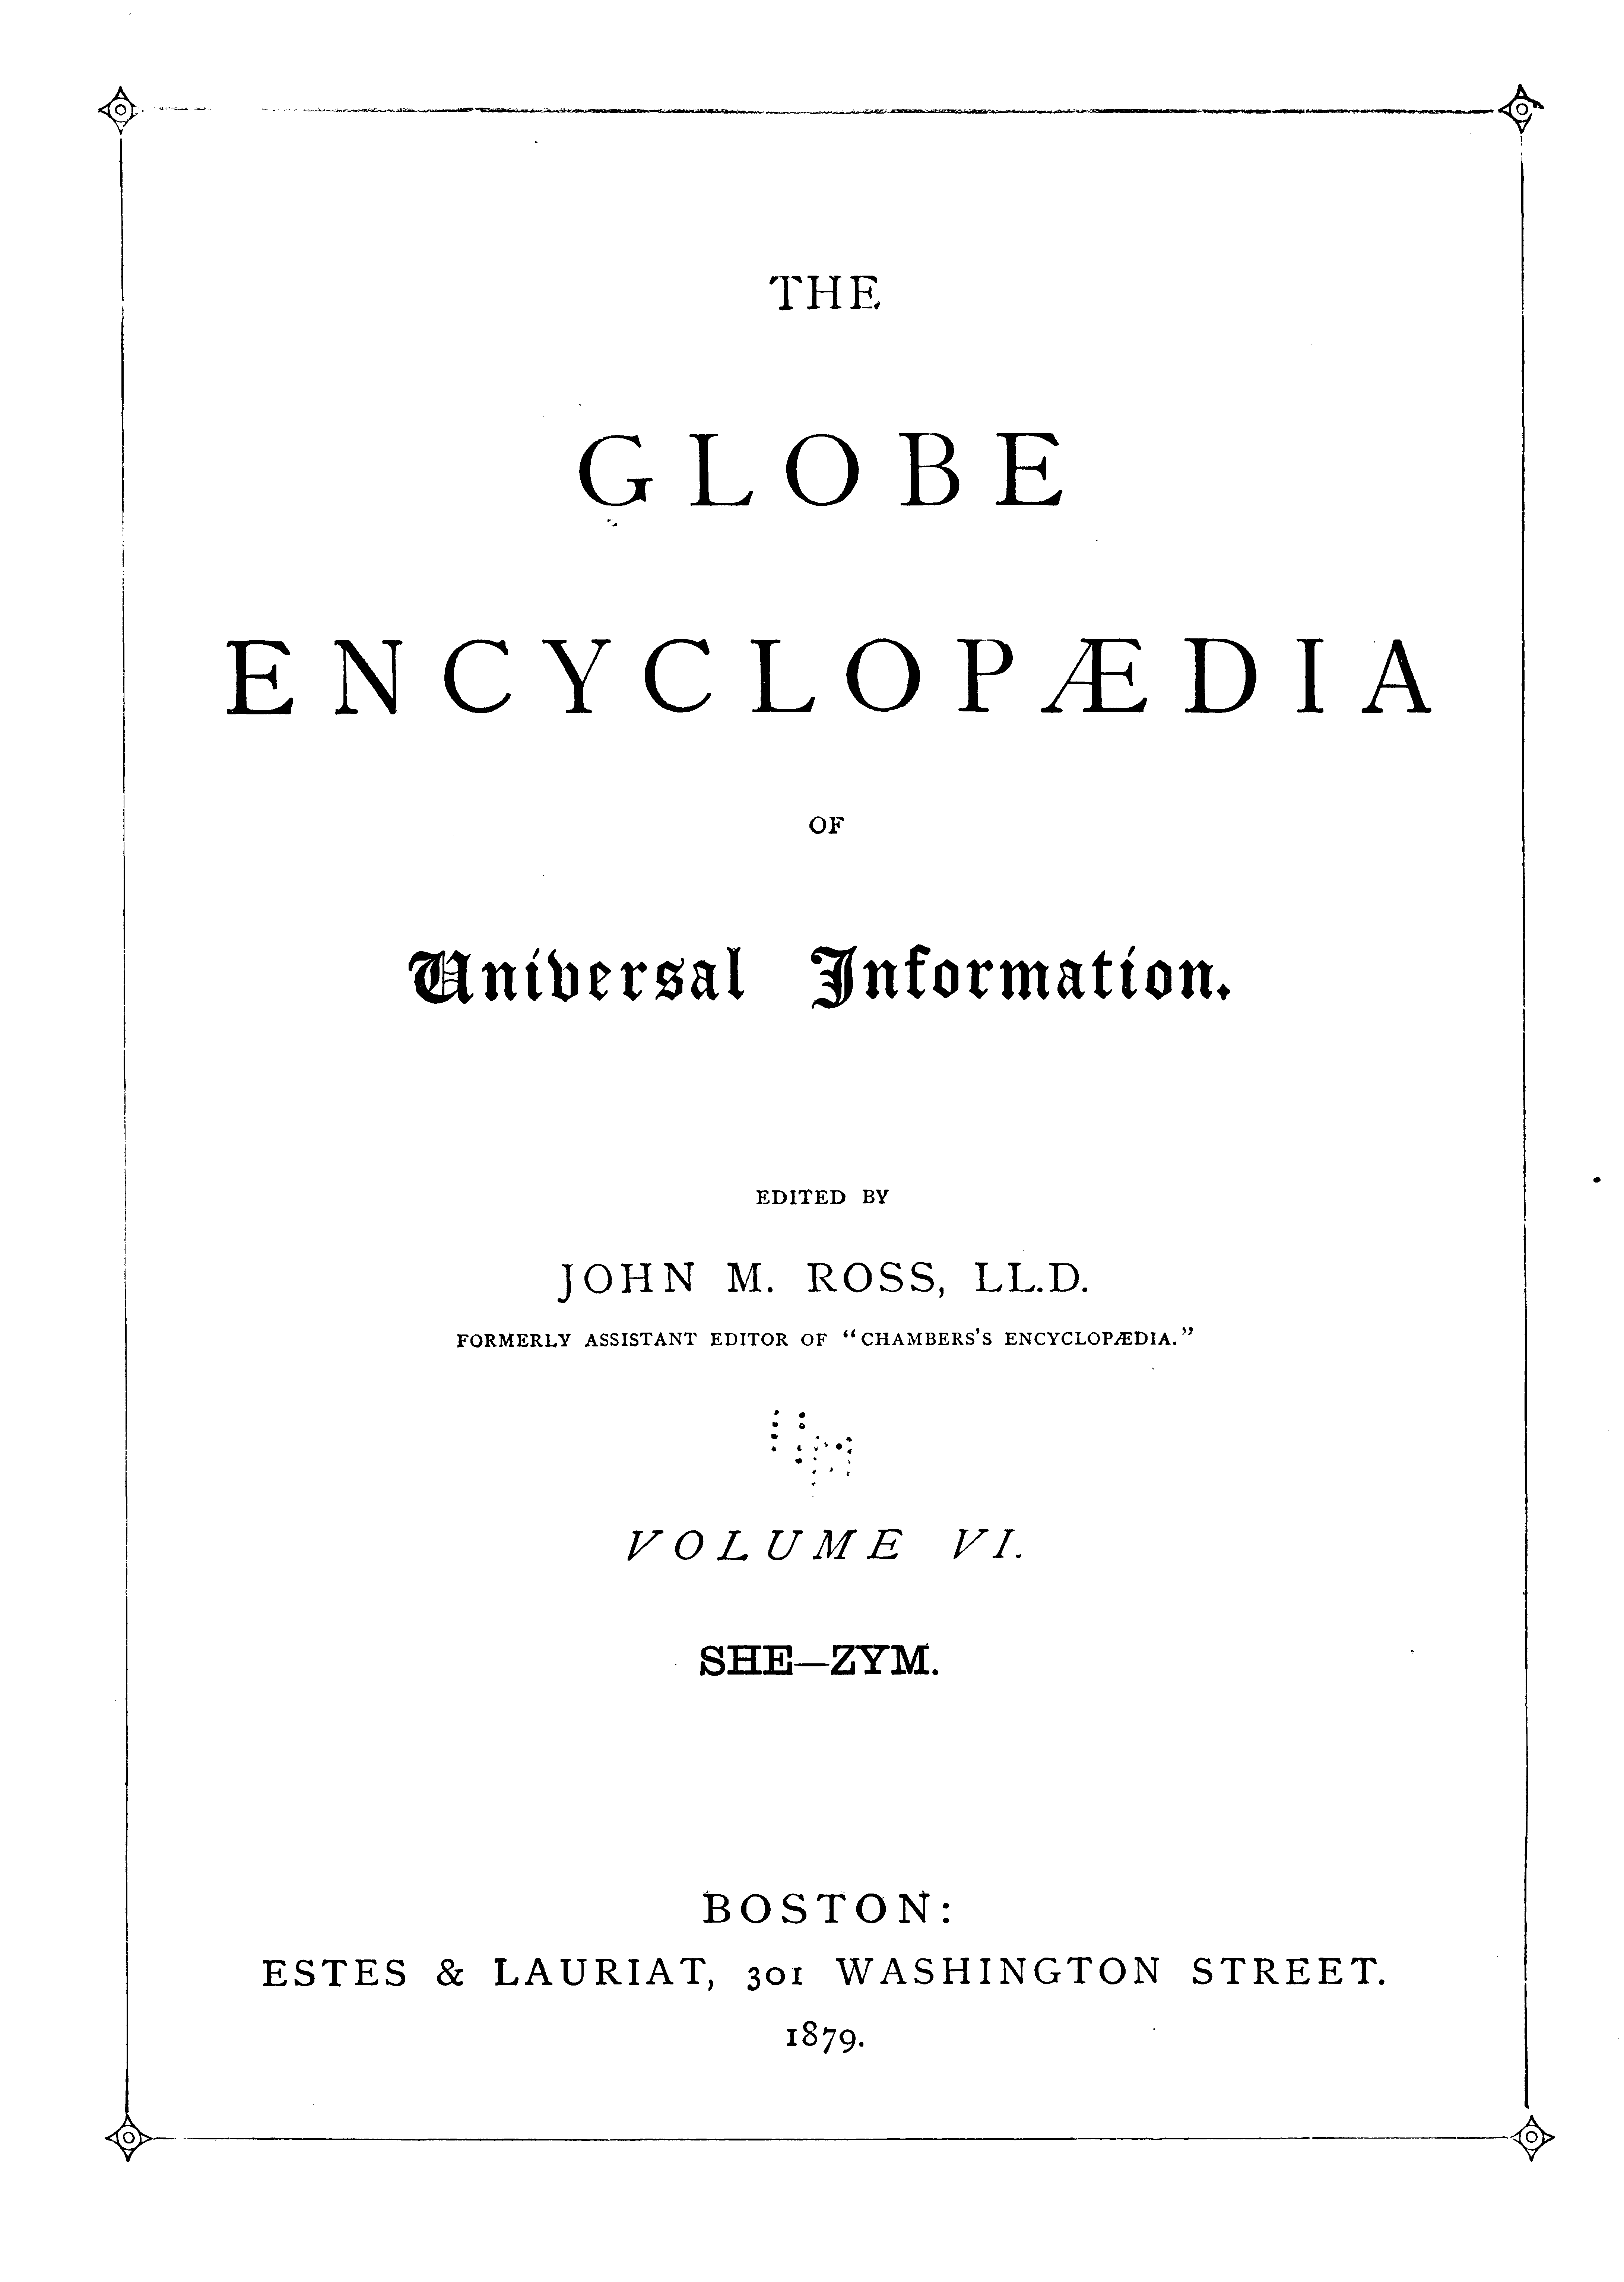 THE
GLOBE
ENCYCLOPÆDIA
OF
Universal Information.
EDITED BY
JOHN M. ROSS, LL.D.
FORMERLY ASSISTANT EDITOR OF “CHAMBERS'S ENCYCLOPÆDIA.”
VOLUME VI.
SHE—ZYM.
BOSTON:
ESTES & LAURIAT, 301 WASHINGTON STREET.
1879.